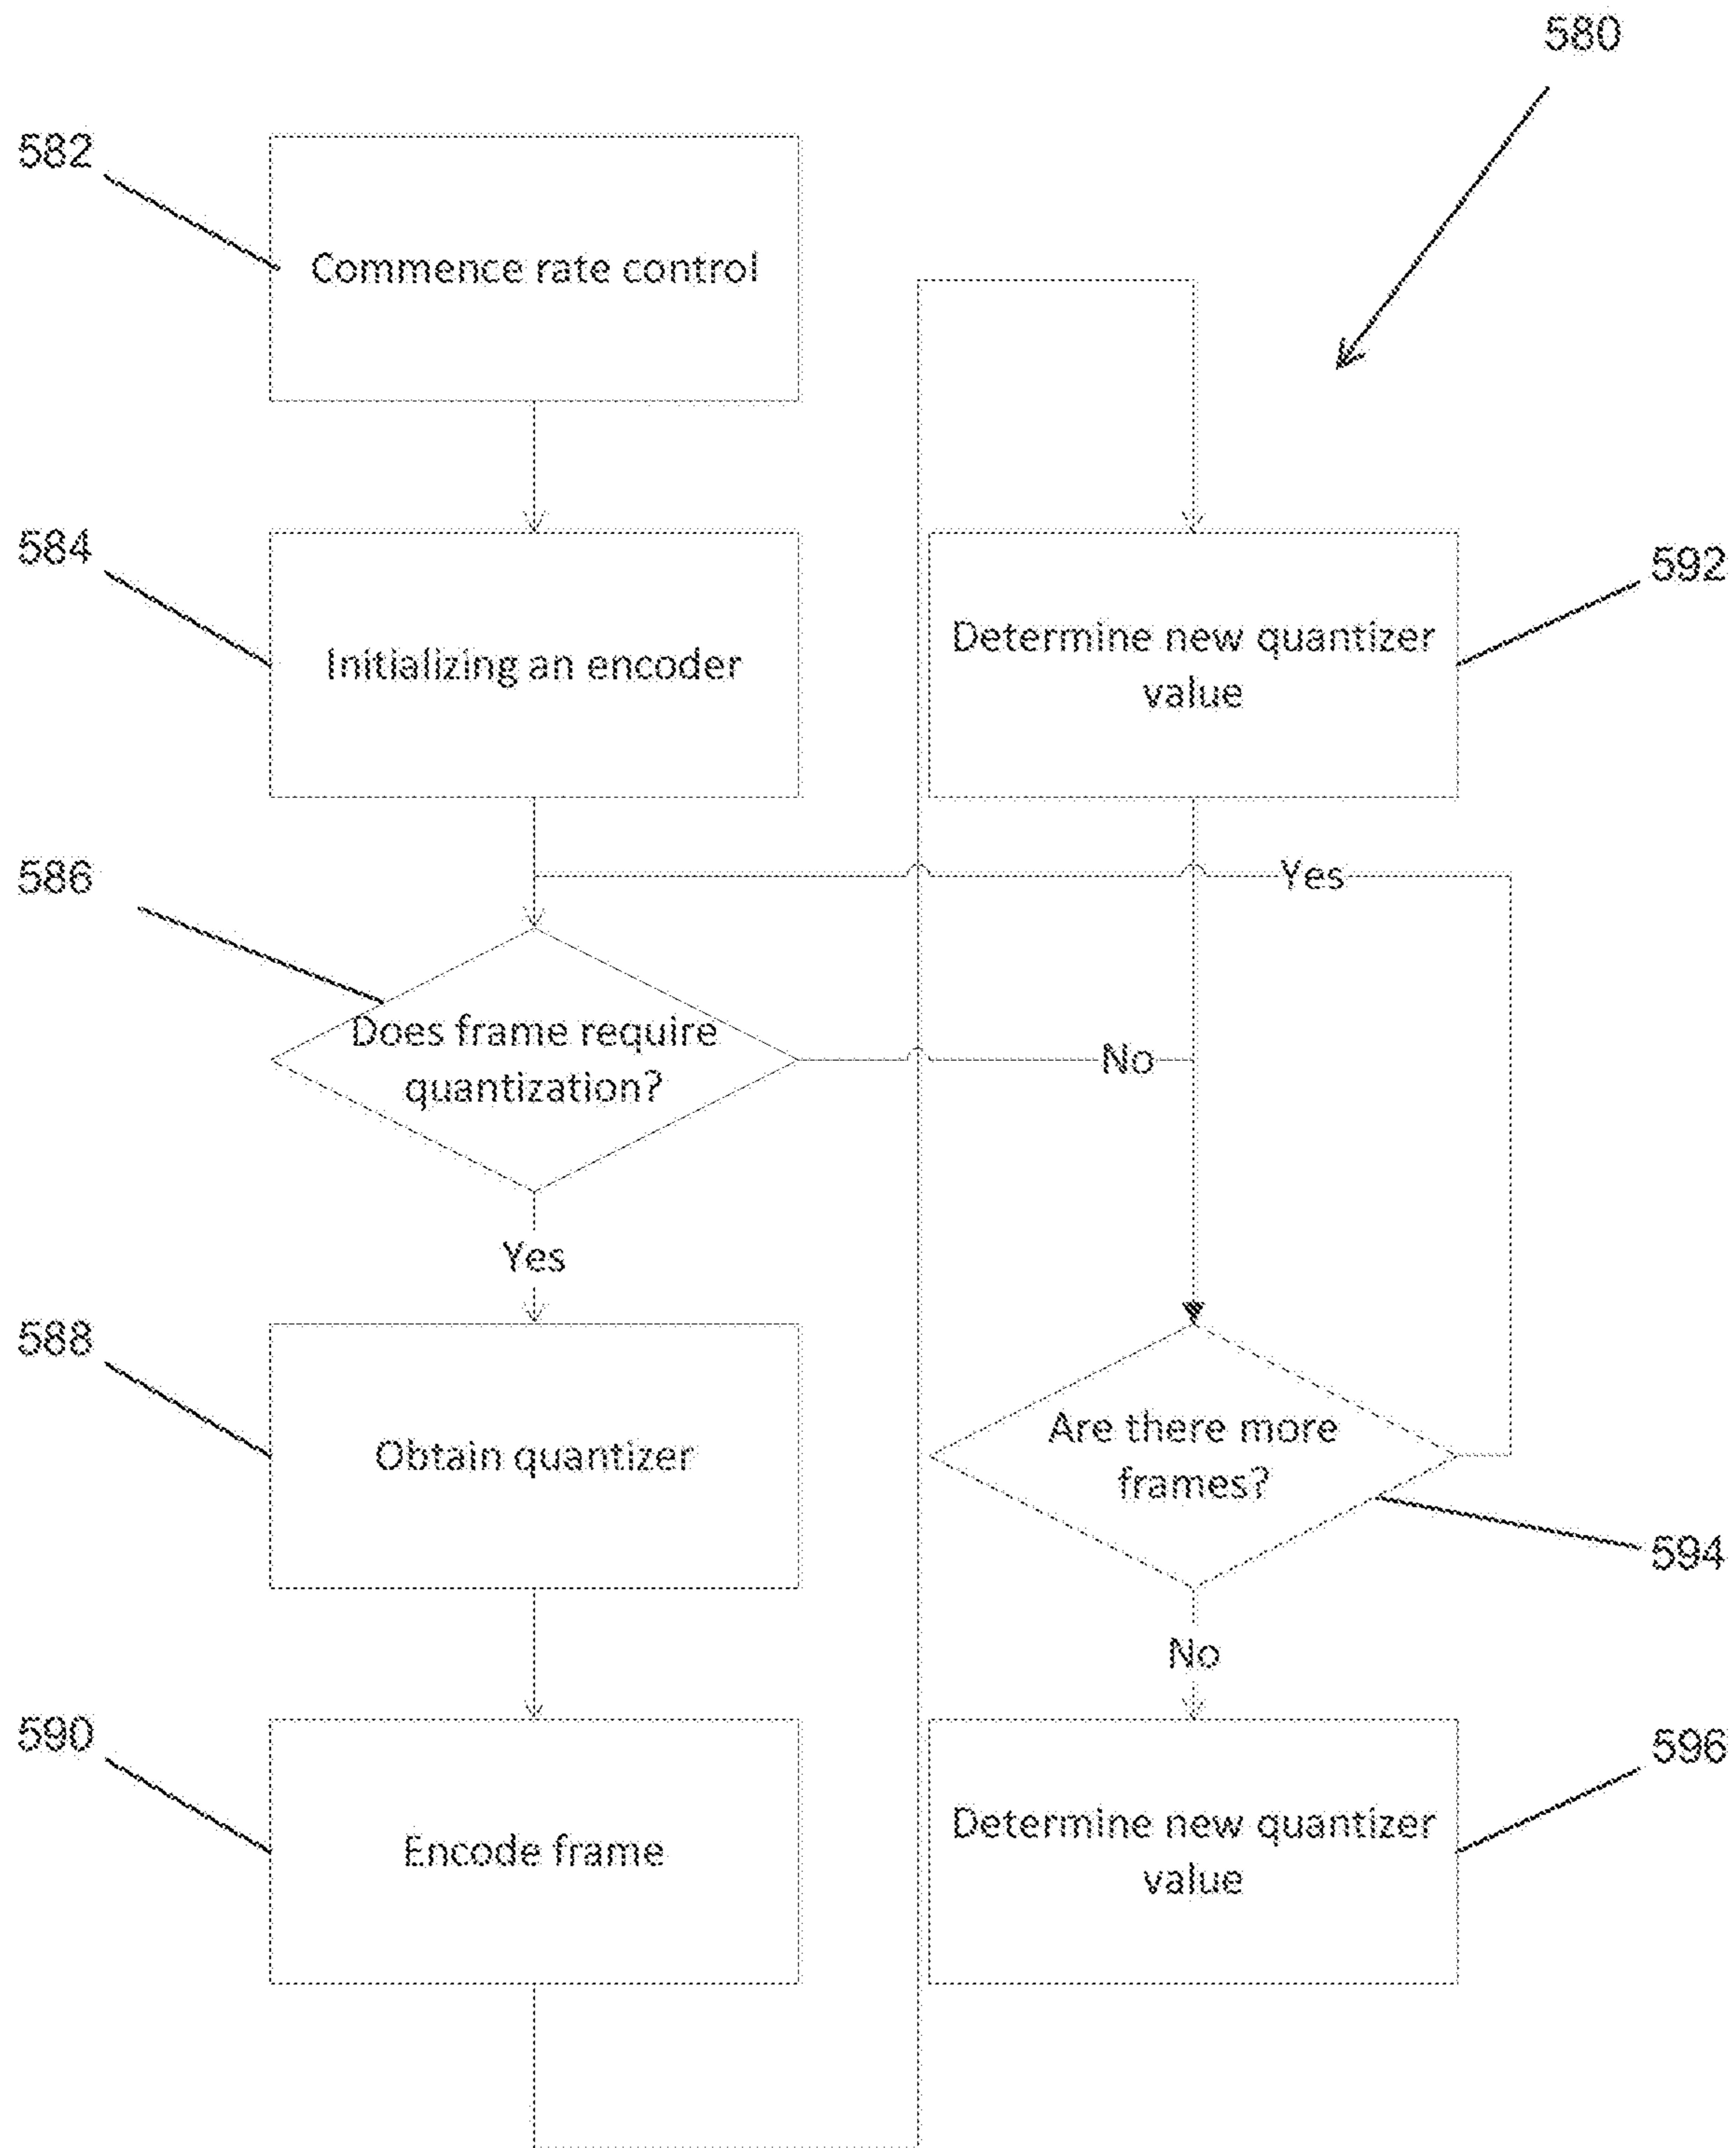 580
582
Commence rate control
584
Initializing an encoder
592
Determine new quantizer
value
586
Yes
Does frame require
quantization?
No
Yes
588
Obtain quantizer
Are there more
frames?
594
No
590
Encode frame
596
Determine new quantizer
value